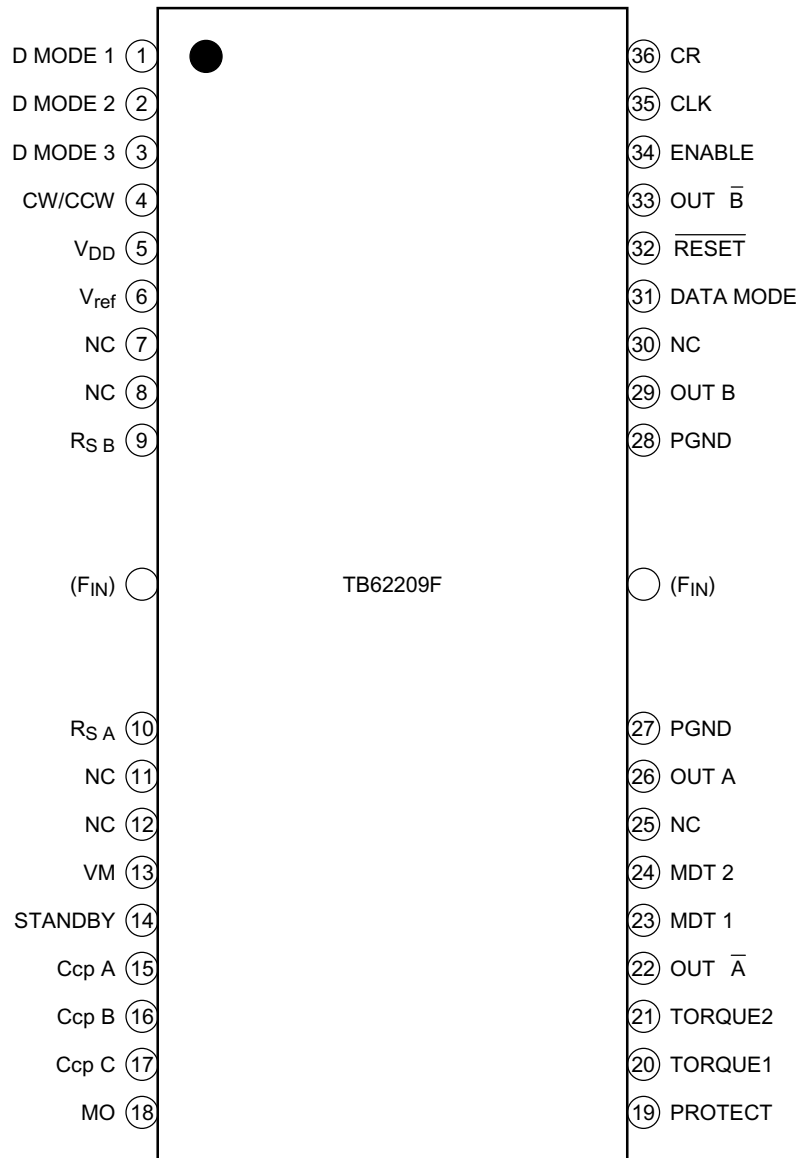 D MODE 1 1 36 CR
D MODE 2 2 35 CLK
D MODE 3 3 34 ENABLE
CW/CCW 4 33 OUT B̅
VDD 5 32 R̅E̅S̅E̅T̅
Vref 6 31 DATA MODE
NC 7 30 NC
NC 8 29 OUT B
RS B 9 28 PGND
(FIN) TB62209F (FIN)
RS A 10 27 PGND
NC 11 26 OUT A
NC 12 25 NC
VM 13 24 MDT 2
STANDBY 14 23 MDT 1
Ccp A 15 22 OUT A̅
Ccp B 16 21 TORQUE2
Ccp C 17 20 TORQUE1
MO 18 19 PROTECT